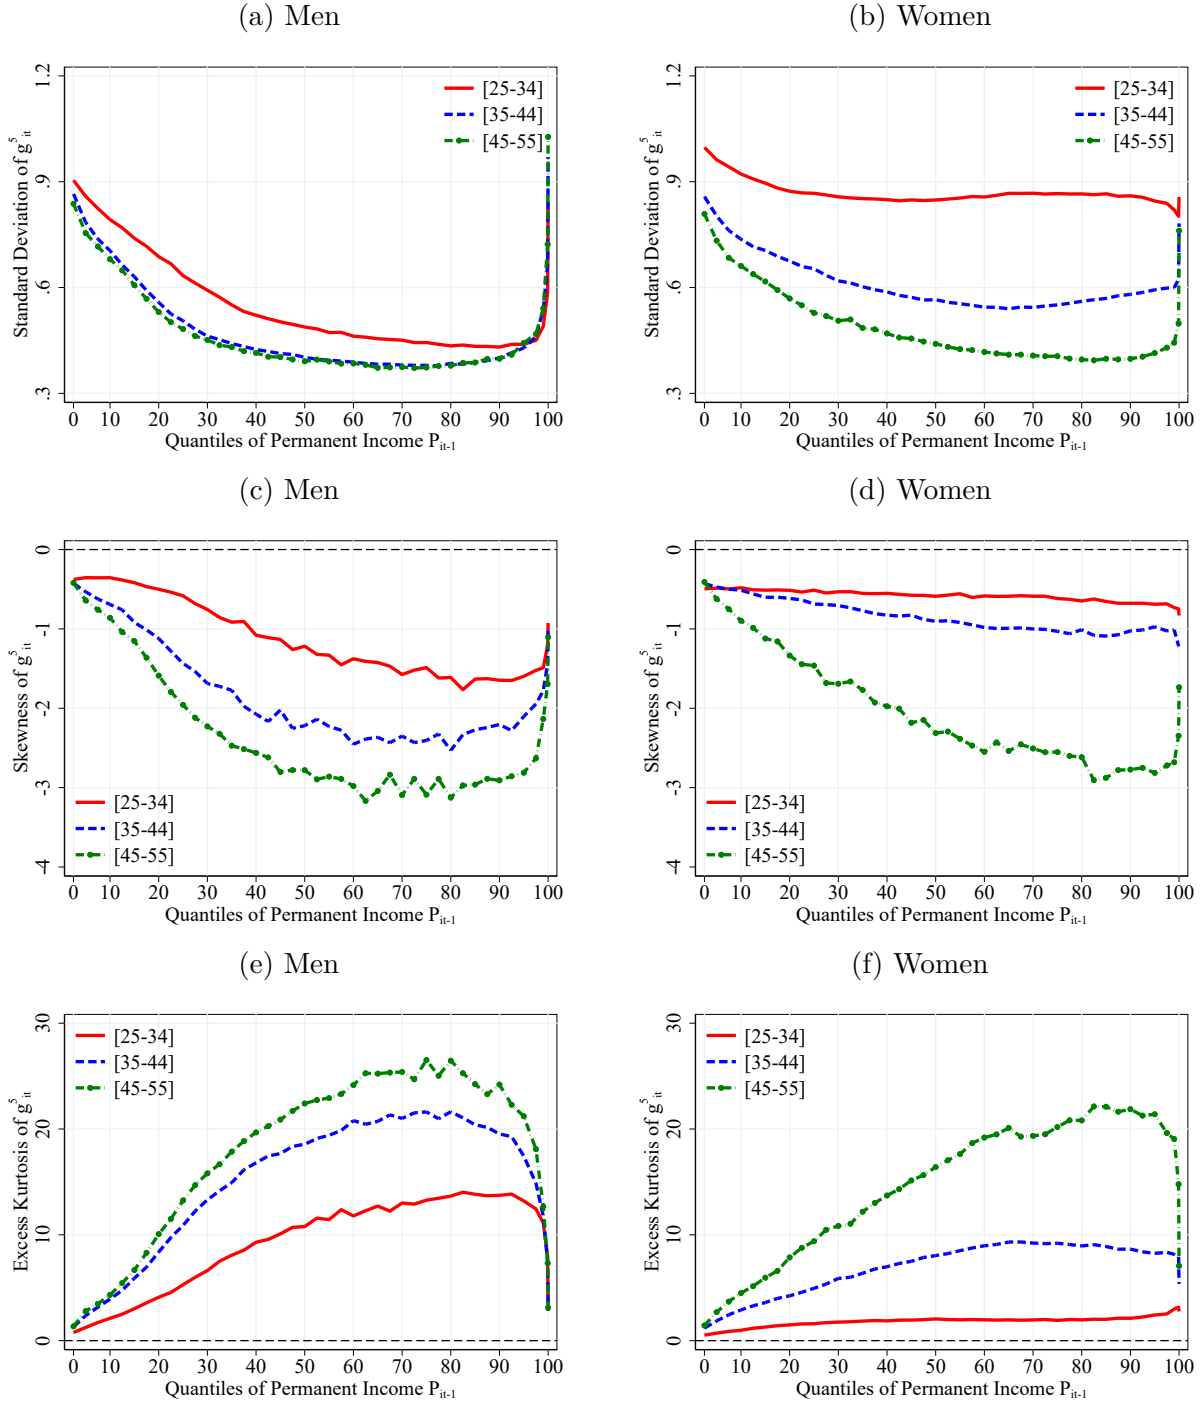 (a) Men
Standard Deviation of g⁵ᵢₜ
1.2
.9
.6
.3
[25-34]
[35-44]
[45-55]
0 10 20 30 40 50 60 70 80 90 100
Quantiles of Permanent Income Pᵢₜ₋₁
(b) Women
Standard Deviation of g⁵ᵢₜ
1.2
.9
.6
.3
[25-34]
[35-44]
[45-55]
0 10 20 30 40 50 60 70 80 90 100
Quantiles of Permanent Income Pᵢₜ₋₁
(c) Men
Skewness of g⁵ᵢₜ
0
-1
-2
-3
-4
[25-34]
[35-44]
[45-55]
0 10 20 30 40 50 60 70 80 90 100
Quantiles of Permanent Income Pᵢₜ₋₁
(d) Women
Skewness of g⁵ᵢₜ
0
-1
-2
-3
-4
[25-34]
[35-44]
[45-55]
0 10 20 30 40 50 60 70 80 90 100
Quantiles of Permanent Income Pᵢₜ₋₁
(e) Men
Excess Kurtosis of g⁵ᵢₜ
30
20
10
0
[25-34]
[35-44]
[45-55]
0 10 20 30 40 50 60 70 80 90 100
Quantiles of Permanent Income Pᵢₜ₋₁
(f) Women
Excess Kurtosis of g⁵ᵢₜ
30
20
10
0
[25-34]
[35-44]
[45-55]
0 10 20 30 40 50 60 70 80 90 100
Quantiles of Permanent Income Pᵢₜ₋₁